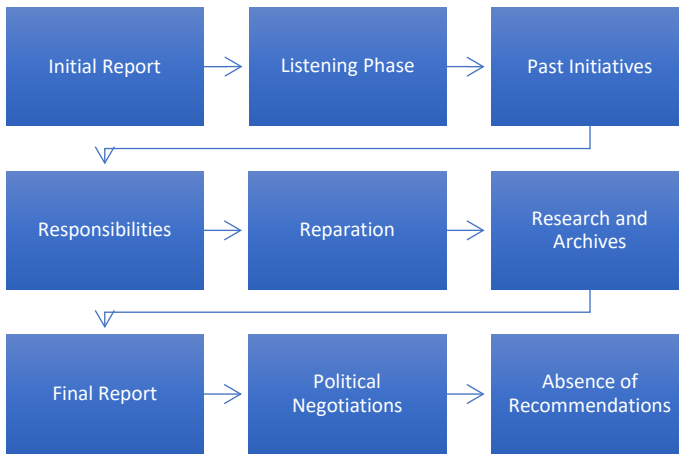 Initial Report
Listening Phase
Past Initiatives
Responsibilities
Reparation
Research and
Archives
Final Report
Political
Negotiations
Absence of
Recommendations